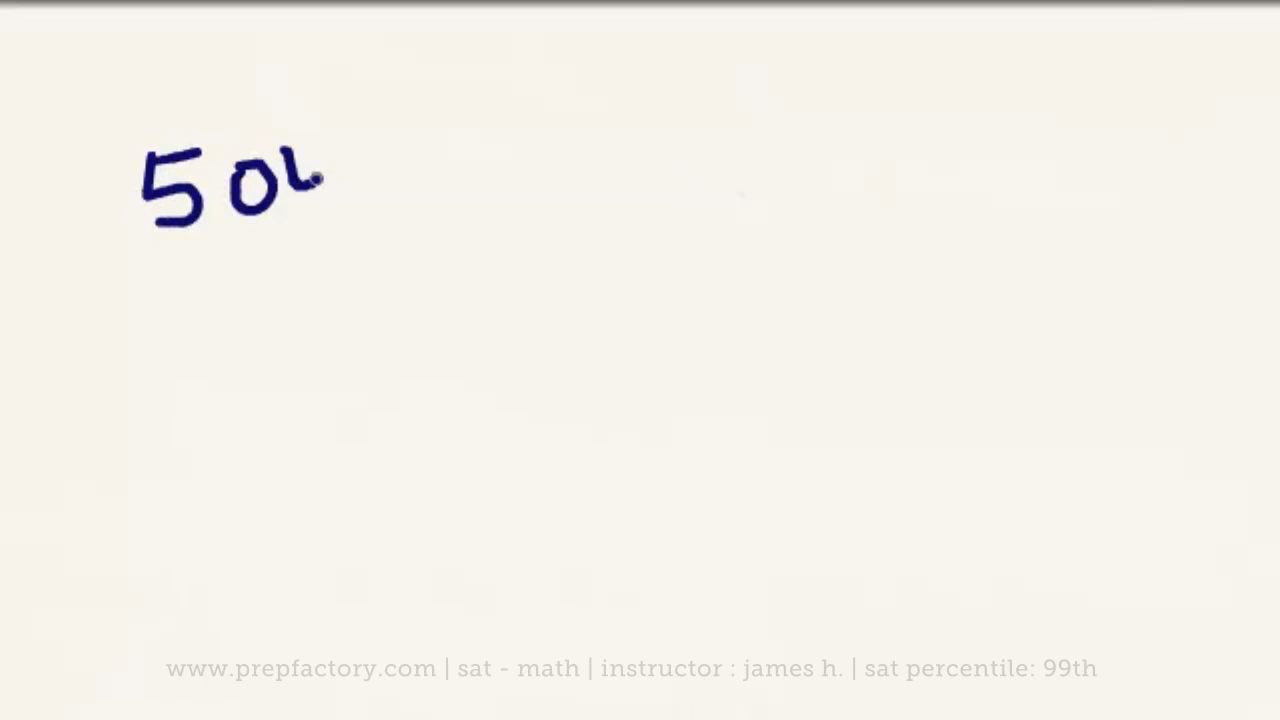 5 0
www.prepfactory.com | sat - math | instructor : james h. | sat percentile: 99th